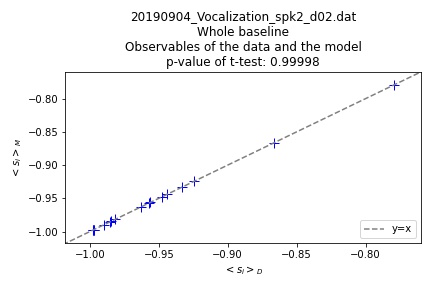 20190904_Vocalization_spk2_d02.dat
Whole baseline
Observables of the data and the model
p-value of t-test: 0.99998
< s_i >_M
−0.80
−0.85
−0.90
−0.95
−1.00
y=x
−1.00
−0.95
−0.90
−0.85
−0.80
< s_i >_D